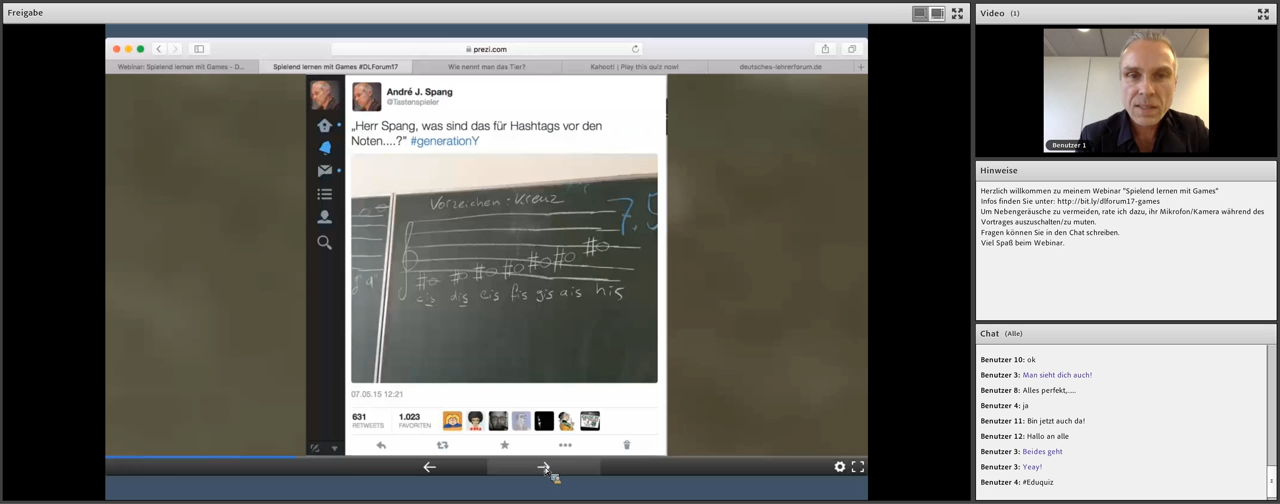 Freigabe
prezi.com
Webinar: Spielend lernen mit Games - D...
Spielend lernen mit Games #DLForum17
Wie nennt man das Tier?
Kahoot! | Play this quiz now!
deutsches-lehrerforum.de
André J. Spang
@Tastenspieler
„Herr Spang, was sind das für Hashtags vor den
Noten....?" #generationY
Vorzeichen - Kreuz
7.5
cis dis eis fis gis ais his
07.05.15 12:21
631
RETWEETS
1.023
FAVORITEN
Video (1)
Benutzer 1
Hinweise
Herzlich willkommen zu meinem Webinar "Spielend lernen mit Games"
Infos finden Sie unter: http://bit.ly/dlforum17-games
Um Nebengeräusche zu vermeiden, rate ich dazu, ihr Mikrofon/Kamera während des
Vortrages auszuschalten/zu muten.
Fragen können Sie in den Chat schreiben.
Viel Spaß beim Webinar.
Chat (Alle)
Benutzer 10: ok
Benutzer 3: Man sieht dich auch!
Benutzer 8: Alles perfekt,....
Benutzer 4: ja
Benutzer 11: Bin jetzt auch da!
Benutzer 12: Hallo an alle
Benutzer 3: Beides geht
Benutzer 3: Yeay!
Benutzer 4: #Eduquiz